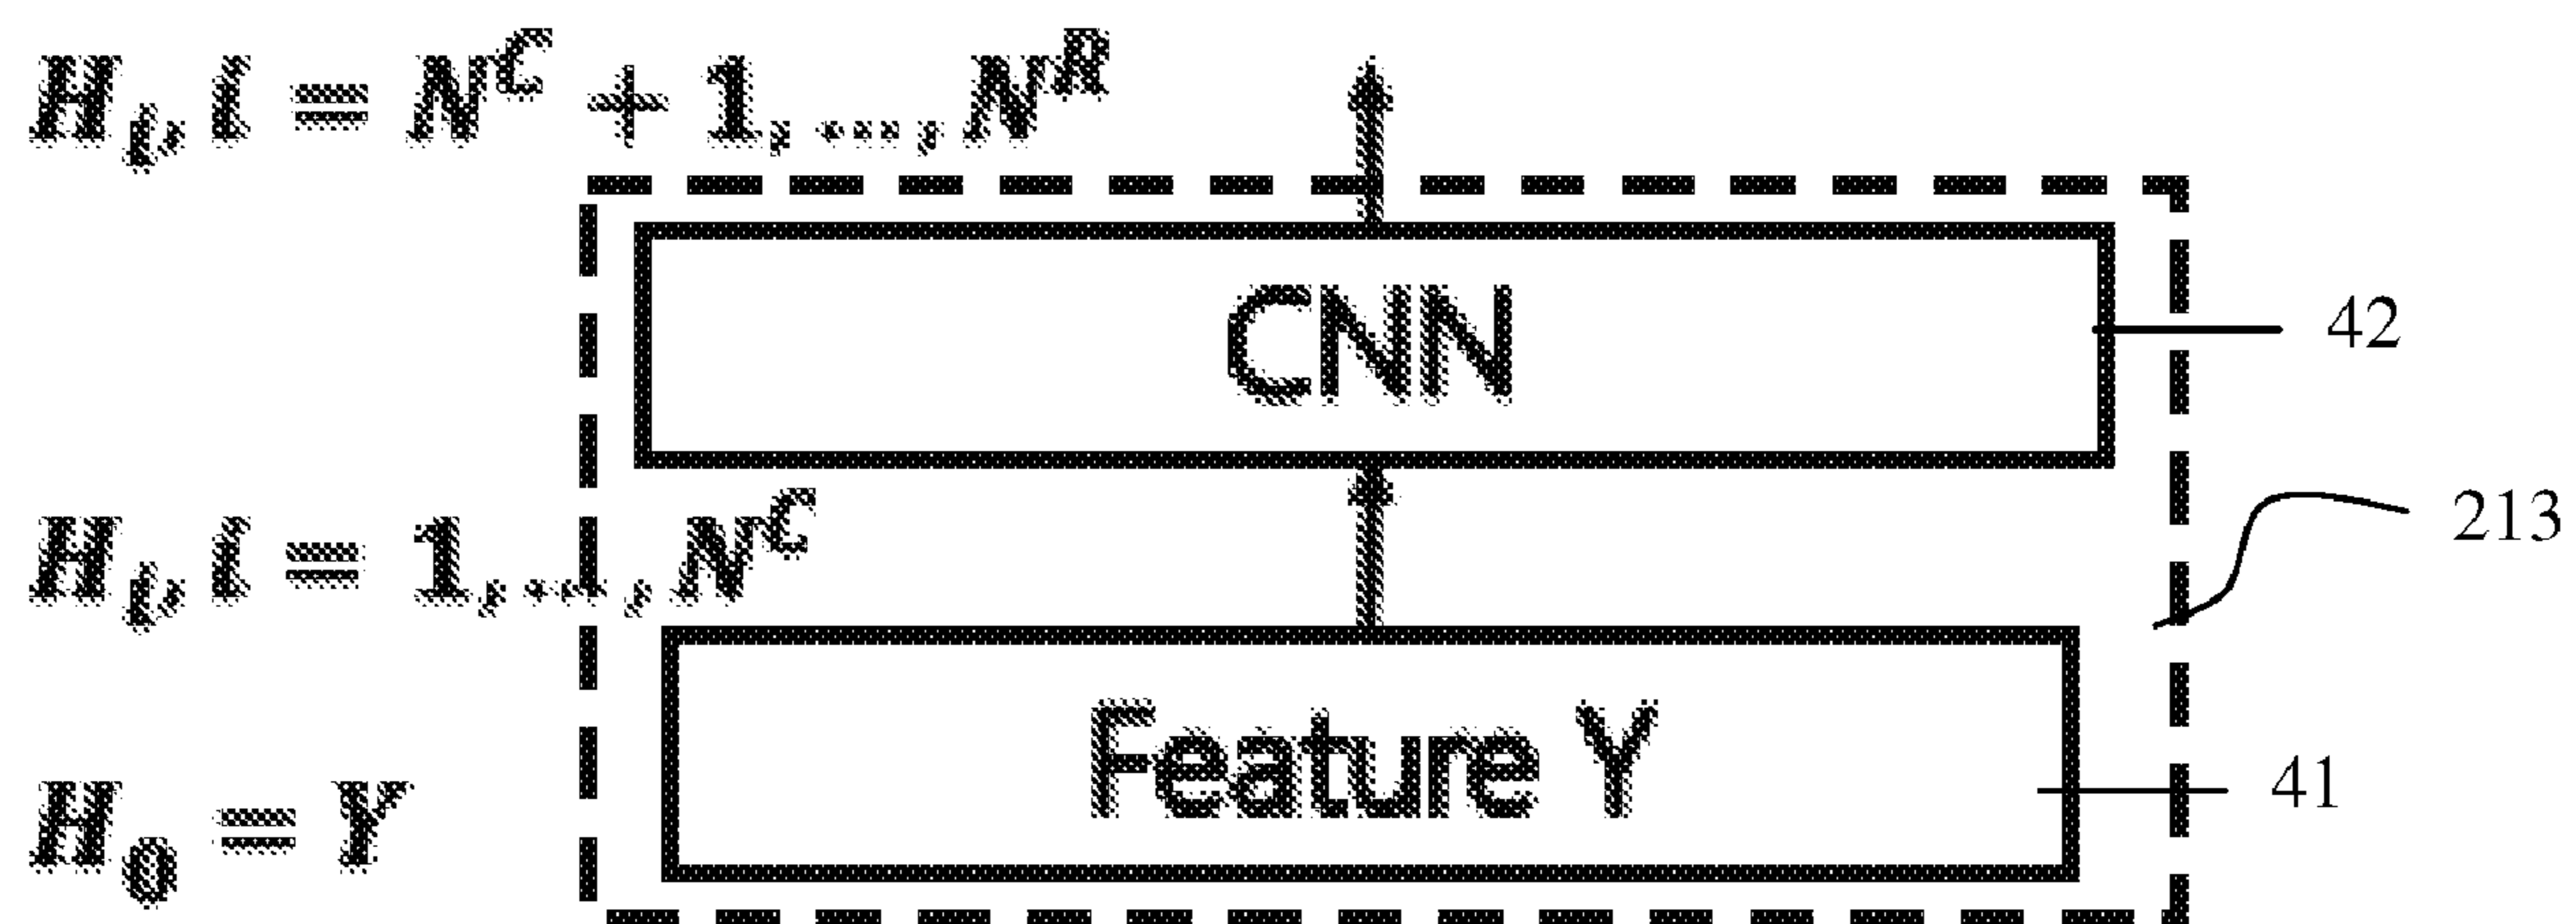 H_l, l = N^C + 1, ..., N^R
CNN
42
H_l, l = 1, ..., N^C
213
Feature Y
H_0 = Y
41